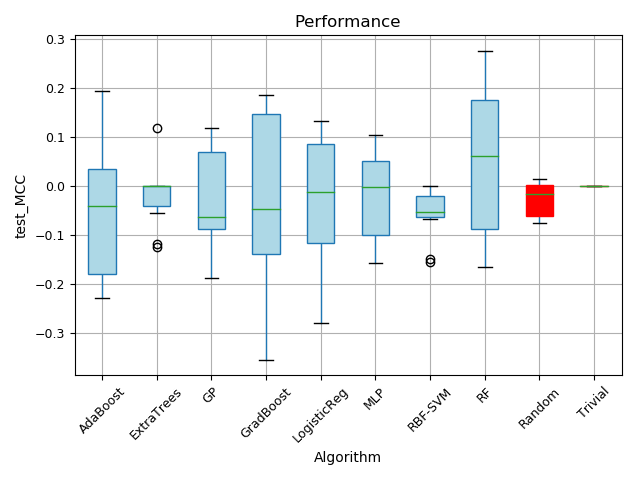 Performance
0.3
0.2
0.1
0.0
−0.1
−0.2
−0.3
test_MCC
AdaBoost
ExtraTrees
GP
GradBoost
LogisticReg
MLP
RBF-SVM
RF
Random
Trivial
Algorithm